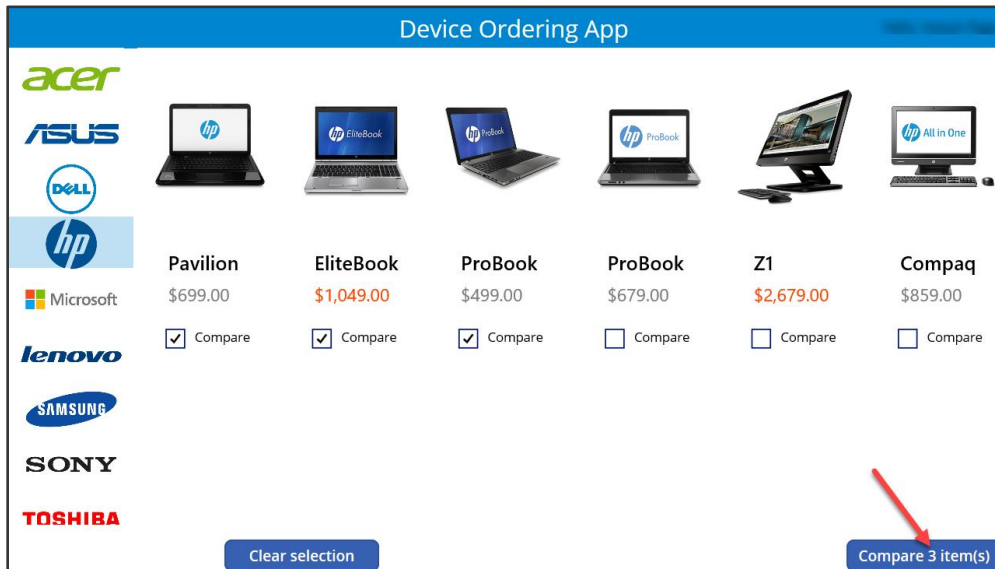 Device Ordering App
acer
ASUS
DELL
hp
Microsoft
lenovo
SAMSUNG
SONY
TOSHIBA
hp
hp EliteBook
hp ProBook
hp ProBook
hp All in One
Pavilion
EliteBook
ProBook
ProBook
Z1
Compaq
$699.00
$1,049.00
$499.00
$679.00
$2,679.00
$859.00
Compare
Compare
Compare
Compare
Compare
Compare
Clear selection
Compare 3 item(s)